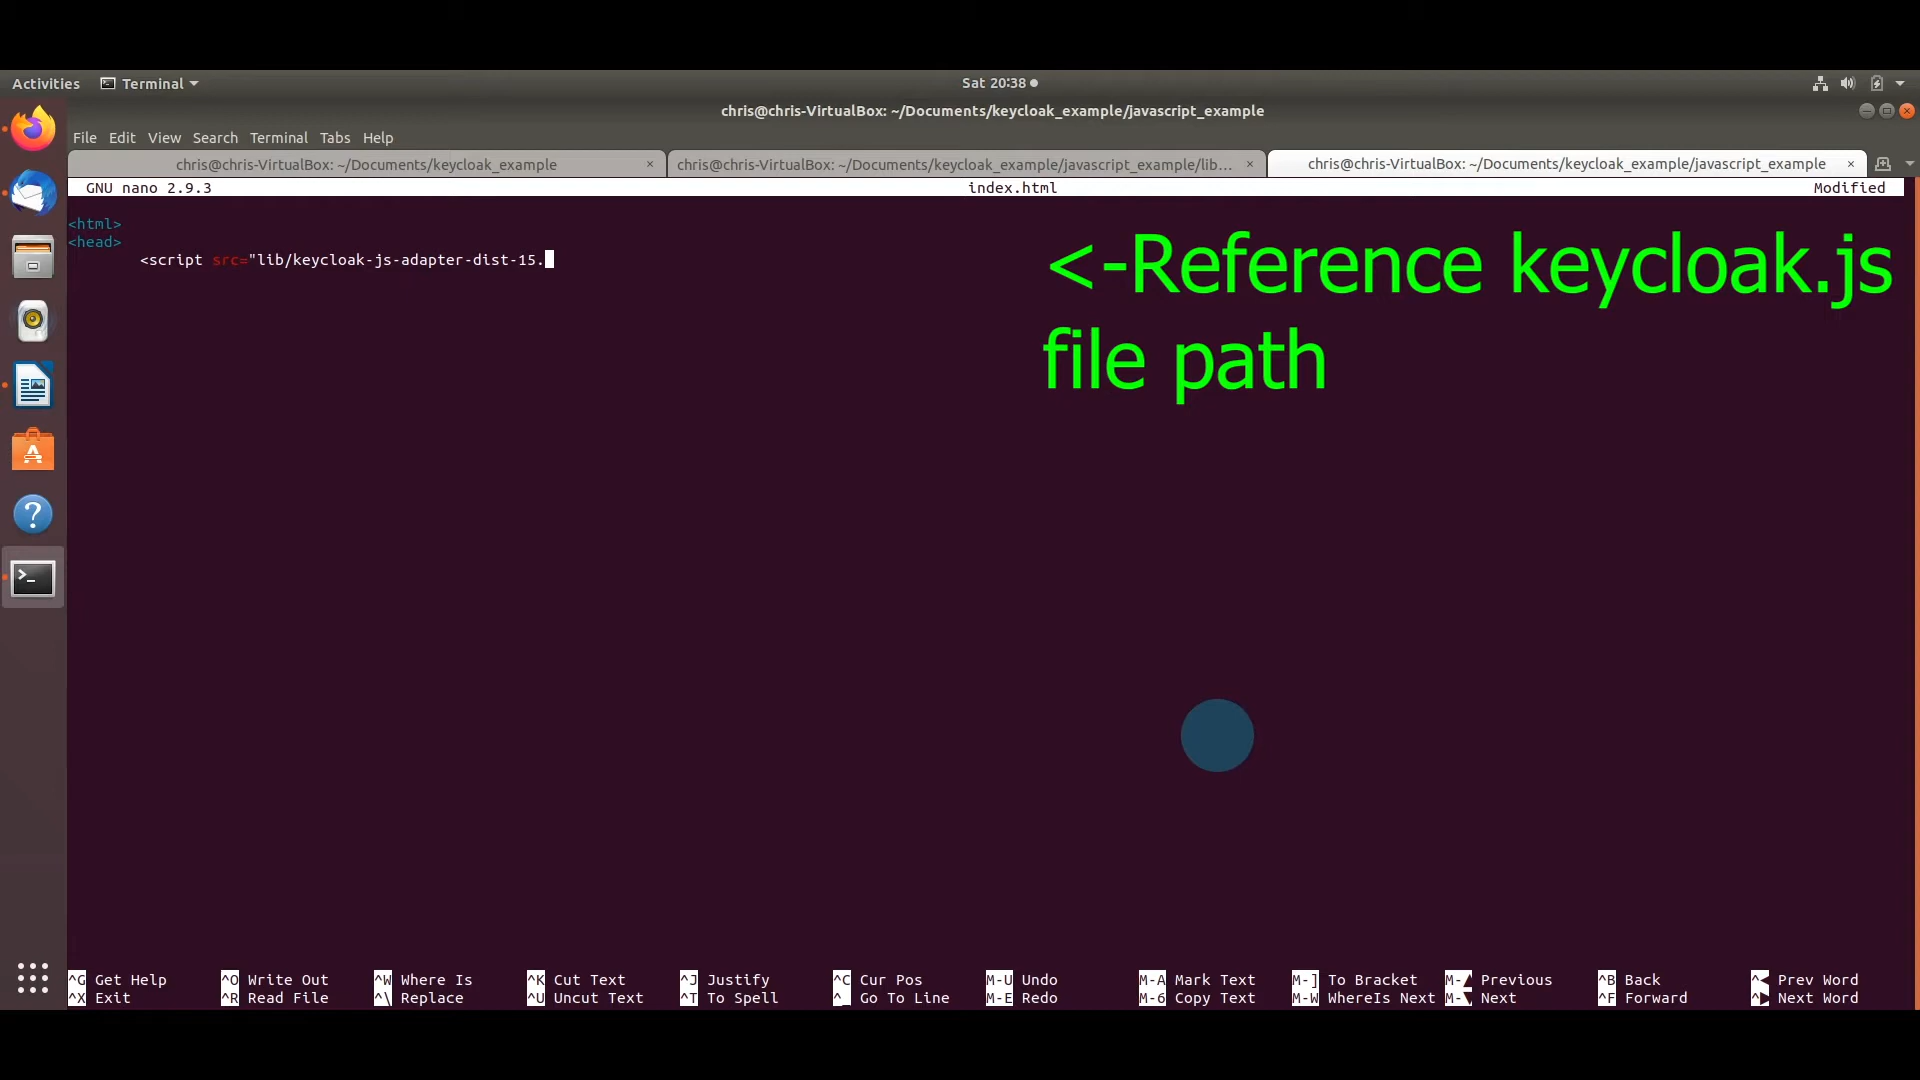 Activities Terminal Sat 20:38
chris@chris-VirtualBox: ~/Documents/keycloak_example/javascript_example
File Edit View Search Terminal Tabs Help
chris@chris-VirtualBox: ~/Documents/keycloak_example × chris@chris-VirtualBox: ~/Documents/keycloak_example/javascript_example/lib... × chris@chris-VirtualBox: ~/Documents/keycloak_example/javascript_example ×
GNU nano 2.9.3 index.html Modified
<html>
<head>
<script src="lib/keycloak-js-adapter-dist-15.
<-Reference keycloak.js
file path
^G Get Help ^O Write Out ^W Where Is ^K Cut Text ^J Justify ^C Cur Pos M-U Undo M-A Mark Text M-] To Bracket M-▲ Previous ^B Back ^◀ Prev Word
^X Exit ^R Read File ^\ Replace ^U Uncut Text ^T To Spell ^_ Go To Line M-E Redo M-6 Copy Text M-W WhereIs Next M-▼ Next ^F Forward ^▶ Next Word